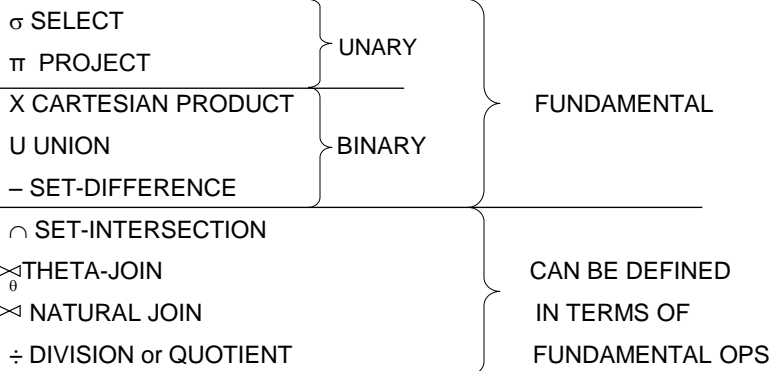 σ SELECT
UNARY
π PROJECT
X CARTESIAN PRODUCT
FUNDAMENTAL
U UNION
BINARY
– SET-DIFFERENCE
∩ SET-INTERSECTION
⋈θ THETA-JOIN
CAN BE DEFINED
⋈ NATURAL JOIN
IN TERMS OF
÷ DIVISION or QUOTIENT
FUNDAMENTAL OPS